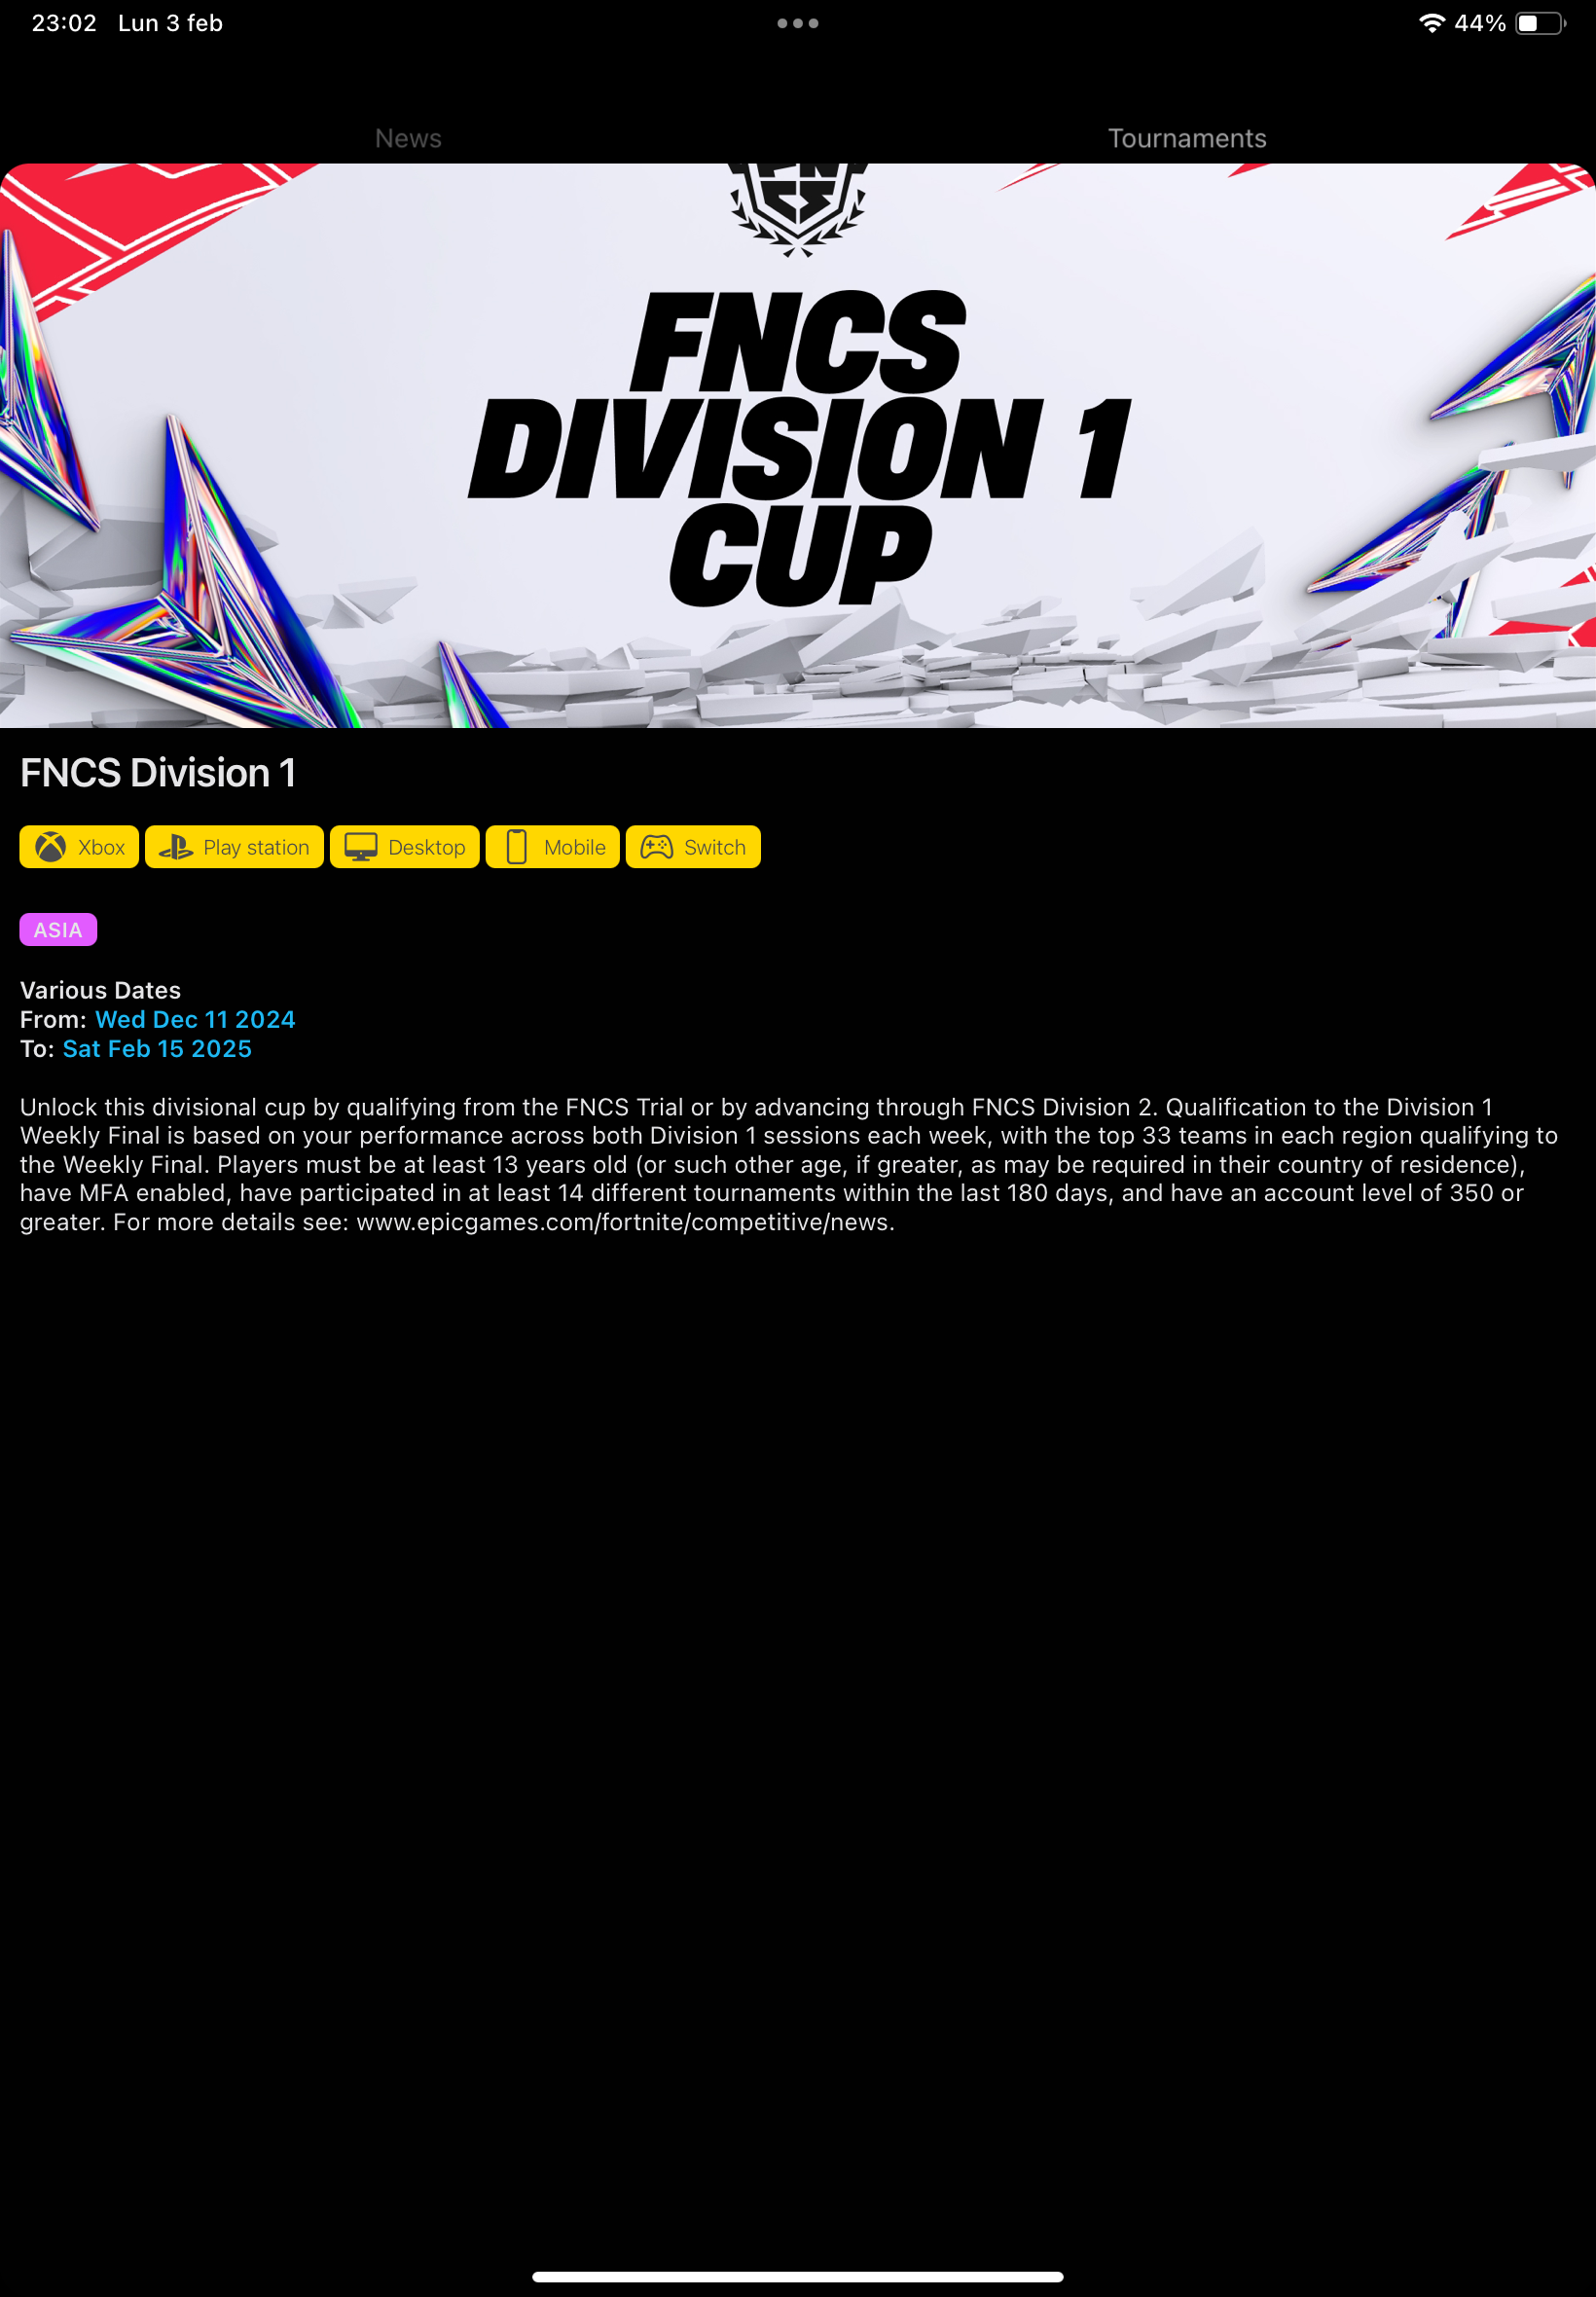 23:02 Lun 3 feb 44%
News Tournaments
FNCS
DIVISION 1
CUP
FNCS Division 1
Xbox Play station Desktop Mobile Switch
ASIA
Various Dates
From: Wed Dec 11 2024
To: Sat Feb 15 2025
Unlock this divisional cup by qualifying from the FNCS Trial or by advancing through FNCS Division 2. Qualification to the Division 1
Weekly Final is based on your performance across both Division 1 sessions each week, with the top 33 teams in each region qualifying to
the Weekly Final. Players must be at least 13 years old (or such other age, if greater, as may be required in their country of residence),
have MFA enabled, have participated in at least 14 different tournaments within the last 180 days, and have an account level of 350 or
greater. For more details see: www.epicgames.com/fortnite/competitive/news.